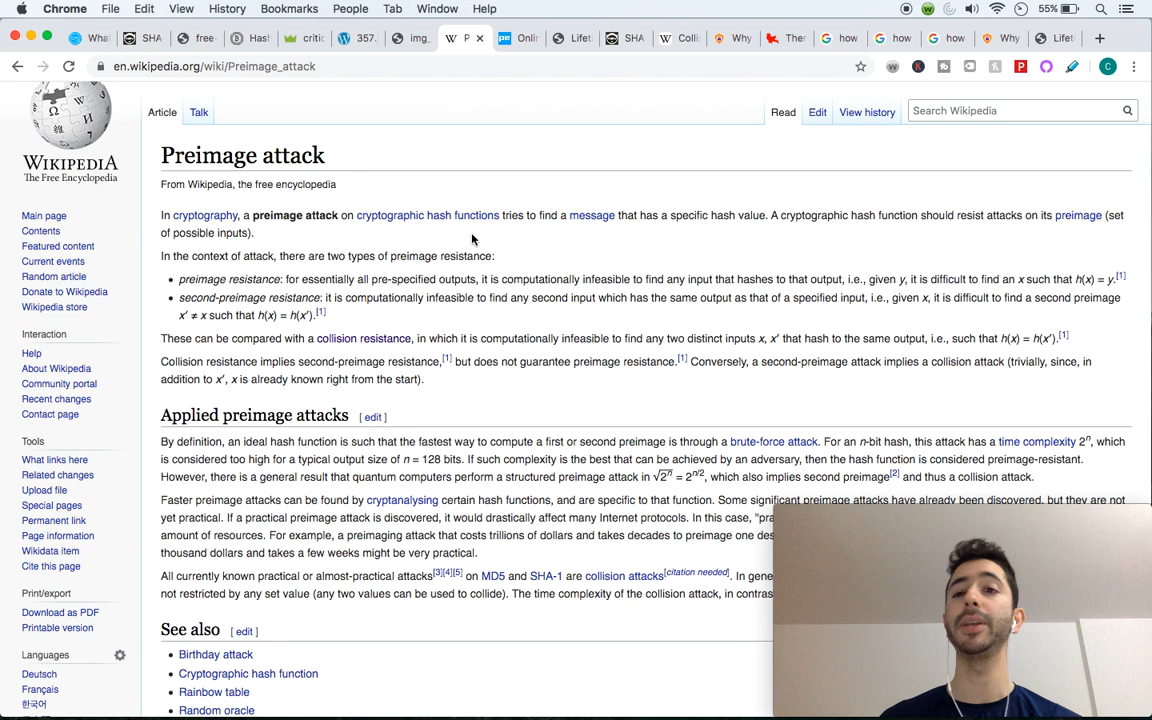 Chrome File Edit View History Bookmarks People Tab Window Help 55%
What SHA free- Hash critic 357. img_ P Onlin Lifeti SHA Colli Why Ther how how how Why Lifeti
en.wikipedia.org/wiki/Preimage_attack
Article Talk Read Edit View history Search Wikipedia
WIKIPEDIA
The Free Encyclopedia
Main page
Contents
Featured content
Current events
Random article
Donate to Wikipedia
Wikipedia store
Interaction
Help
About Wikipedia
Community portal
Recent changes
Contact page
Tools
What links here
Related changes
Upload file
Special pages
Permanent link
Page information
Wikidata item
Cite this page
Print/export
Download as PDF
Printable version
Languages
Deutsch
Français
한국어
Preimage attack
From Wikipedia, the free encyclopedia
In cryptography, a preimage attack on cryptographic hash functions tries to find a message that has a specific hash value. A cryptographic hash function should resist attacks on its preimage (set
of possible inputs).
In the context of attack, there are two types of preimage resistance:
• preimage resistance: for essentially all pre-specified outputs, it is computationally infeasible to find any input that hashes to that output, i.e., given y, it is difficult to find an x such that h(x) = y.[1]
• second-preimage resistance: it is computationally infeasible to find any second input which has the same output as that of a specified input, i.e., given x, it is difficult to find a second preimage
x′ ≠ x such that h(x) = h(x′).[1]
These can be compared with a collision resistance, in which it is computationally infeasible to find any two distinct inputs x, x′ that hash to the same output, i.e., such that h(x) = h(x′).[1]
Collision resistance implies second-preimage resistance,[1] but does not guarantee preimage resistance.[1] Conversely, a second-preimage attack implies a collision attack (trivially, since, in
addition to x′, x is already known right from the start).
Applied preimage attacks [ edit ]
By definition, an ideal hash function is such that the fastest way to compute a first or second preimage is through a brute-force attack. For an n-bit hash, this attack has a time complexity 2ⁿ, which
is considered too high for a typical output size of n = 128 bits. If such complexity is the best that can be achieved by an adversary, then the hash function is considered preimage-resistant.
However, there is a general result that quantum computers perform a structured preimage attack in √2ⁿ = 2^n/2, which also implies second preimage[2] and thus a collision attack.
Faster preimage attacks can be found by cryptanalysing certain hash functions, and are specific to that function. Some significant preimage attacks have already been discovered, but they are not
yet practical. If a practical preimage attack is discovered, it would drastically affect many Internet protocols. In this case, "pra
amount of resources. For example, a preimaging attack that costs trillions of dollars and takes decades to preimage one des
thousand dollars and takes a few weeks might be very practical.
All currently known practical or almost-practical attacks[3][4][5] on MD5 and SHA-1 are collision attacks[citation needed]. In gene
not restricted by any set value (any two values can be used to collide). The time complexity of the collision attack, in contras
See also [ edit ]
• Birthday attack
• Cryptographic hash function
• Rainbow table
• Random oracle